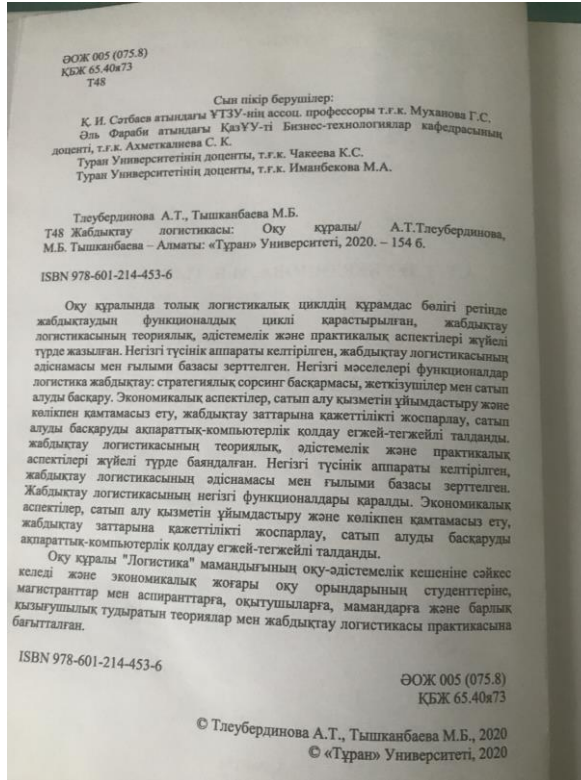 ӘОЖ 005 (075.8)
ҚБЖ 65.40я73
Т48
Сын пікір берушілер:
Қ. И. Сәтбаев атындағы ҰТЗУ-нің ассоц. профессоры т.ғ.к. Муханова Г.С.
Әль Фараби атындағы ҚазҰУ-ті Бизнес-технологиялар кафедрасының
доценті, т.ғ.к. Ахметкалиева С. К.
Туран Университетінің доценты, т.ғ.к. Чакеева К.С.
Туран Университетінің доценты, т.ғ.к. Иманбекова М.А.
Тлеубердинова А.Т., Тышканбаева М.Б.
Т48 Жабдықтау логистикасы: Оқу құралы/ А.Т.Тлеубердинова,
М.Б. Тышканбаева – Алматы: «Тұран» Университеті, 2020. – 154 б.
ISBN 978-601-214-453-6
Оқу құралында толық логистикалық циклдің құрамдас бөлігі ретінде
жабдықтаудың функционалдық циклі қарастырылған, жабдықтау
логистикасының теориялық, әдістемелік және практикалық аспектілері жүйелі
түрде жазылған. Негізгі түсінік аппараты келтірілген, жабдықтау логистикасының
әдіснамасы мен ғылыми базасы зерттелген. Негізгі мәселелері функционалдар
логистика жабдықтау: стратегиялық сорсинг басқармасы, жеткізушілер мен сатып
алуды басқару. Экономикалық аспектілер, сатып алу қызметін ұйымдастыру және
көлікпен қамтамасыз ету, жабдықтау заттарына қажеттілікті жоспарлау, сатып
алуды басқаруды ақпараттық-компьютерлік қолдау егжей-тегжейлі талданды.
жабдықтау логистикасының теориялық, әдістемелік және практикалық
аспектілері жүйелі түрде баяндалған. Негізгі түсінік аппараты келтірілген,
жабдықтау логистикасының әдіснамасы мен ғылыми базасы зерттелген.
Жабдықтау логистикасының негізгі функционалдары қаралды. Экономикалық
аспектілер, сатып алу қызметін ұйымдастыру және көлікпен қамтамасыз ету,
жабдықтау заттарына қажеттілікті жоспарлау, сатып алуды басқаруды
ақпараттық-компьютерлік қолдау егжей-тегжейлі талданды.
Оқу құралы "Логистика" мамандығының оқу-әдістемелік кешеніне сәйкес
келеді және экономикалық жоғары оқу орындарының студенттеріне,
магистранттар мен аспиранттарға, оқытушыларға, мамандарға және барлық
қызығушылық тудыратын теориялар мен жабдықтау логистикасы практикасына
бағытталған.
ISBN 978-601-214-453-6
ӘОЖ 005 (075.8)
ҚБЖ 65.40я73
© Тлеубердинова А.Т., Тышканбаева М.Б., 2020
© «Тұран» Университеті, 2020